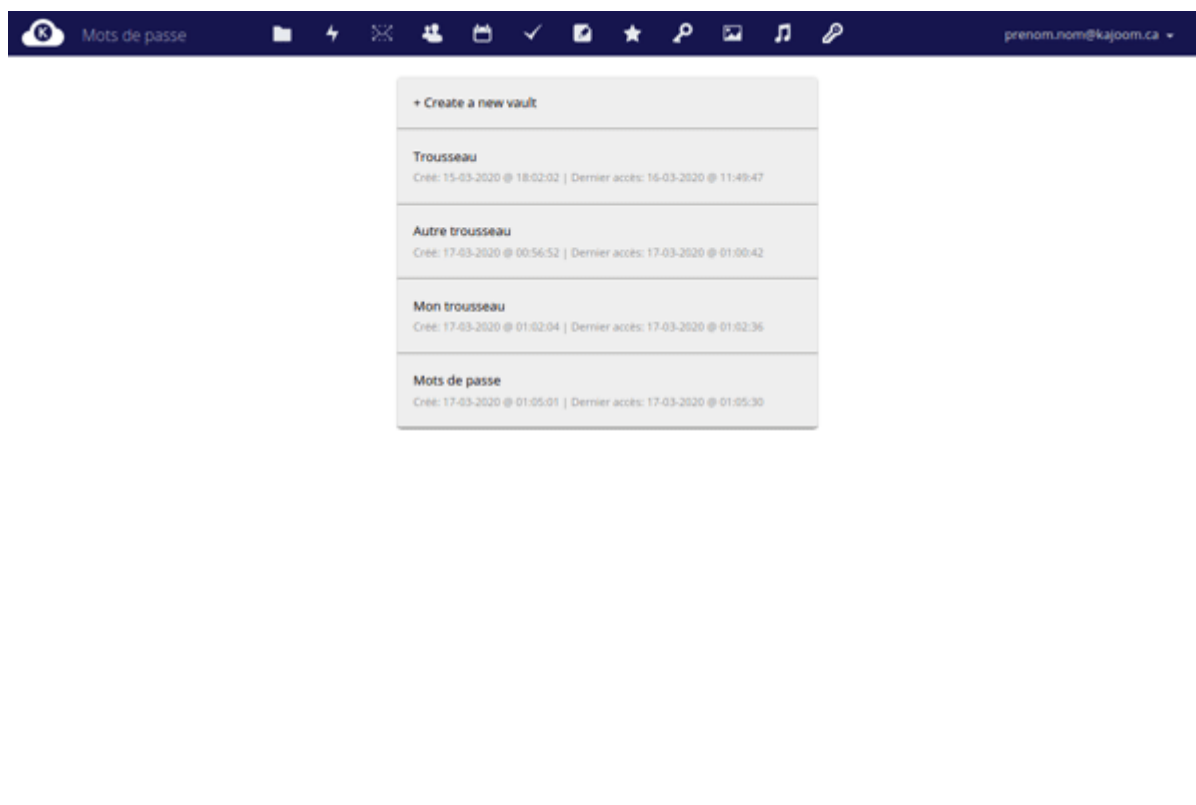 K
Mots de passe
prenom.nom@kajoom.ca
+ Create a new vault
Trousseau
Créé: 15-03-2020 @ 18:02:02 | Dernier accès: 16-03-2020 @ 11:49:47
Autre trousseau
Créé: 17-03-2020 @ 00:56:52 | Dernier accès: 17-03-2020 @ 01:00:42
Mon trousseau
Créé: 17-03-2020 @ 01:02:04 | Dernier accès: 17-03-2020 @ 01:02:36
Mots de passe
Créé: 17-03-2020 @ 01:05:01 | Dernier accès: 17-03-2020 @ 01:05:30